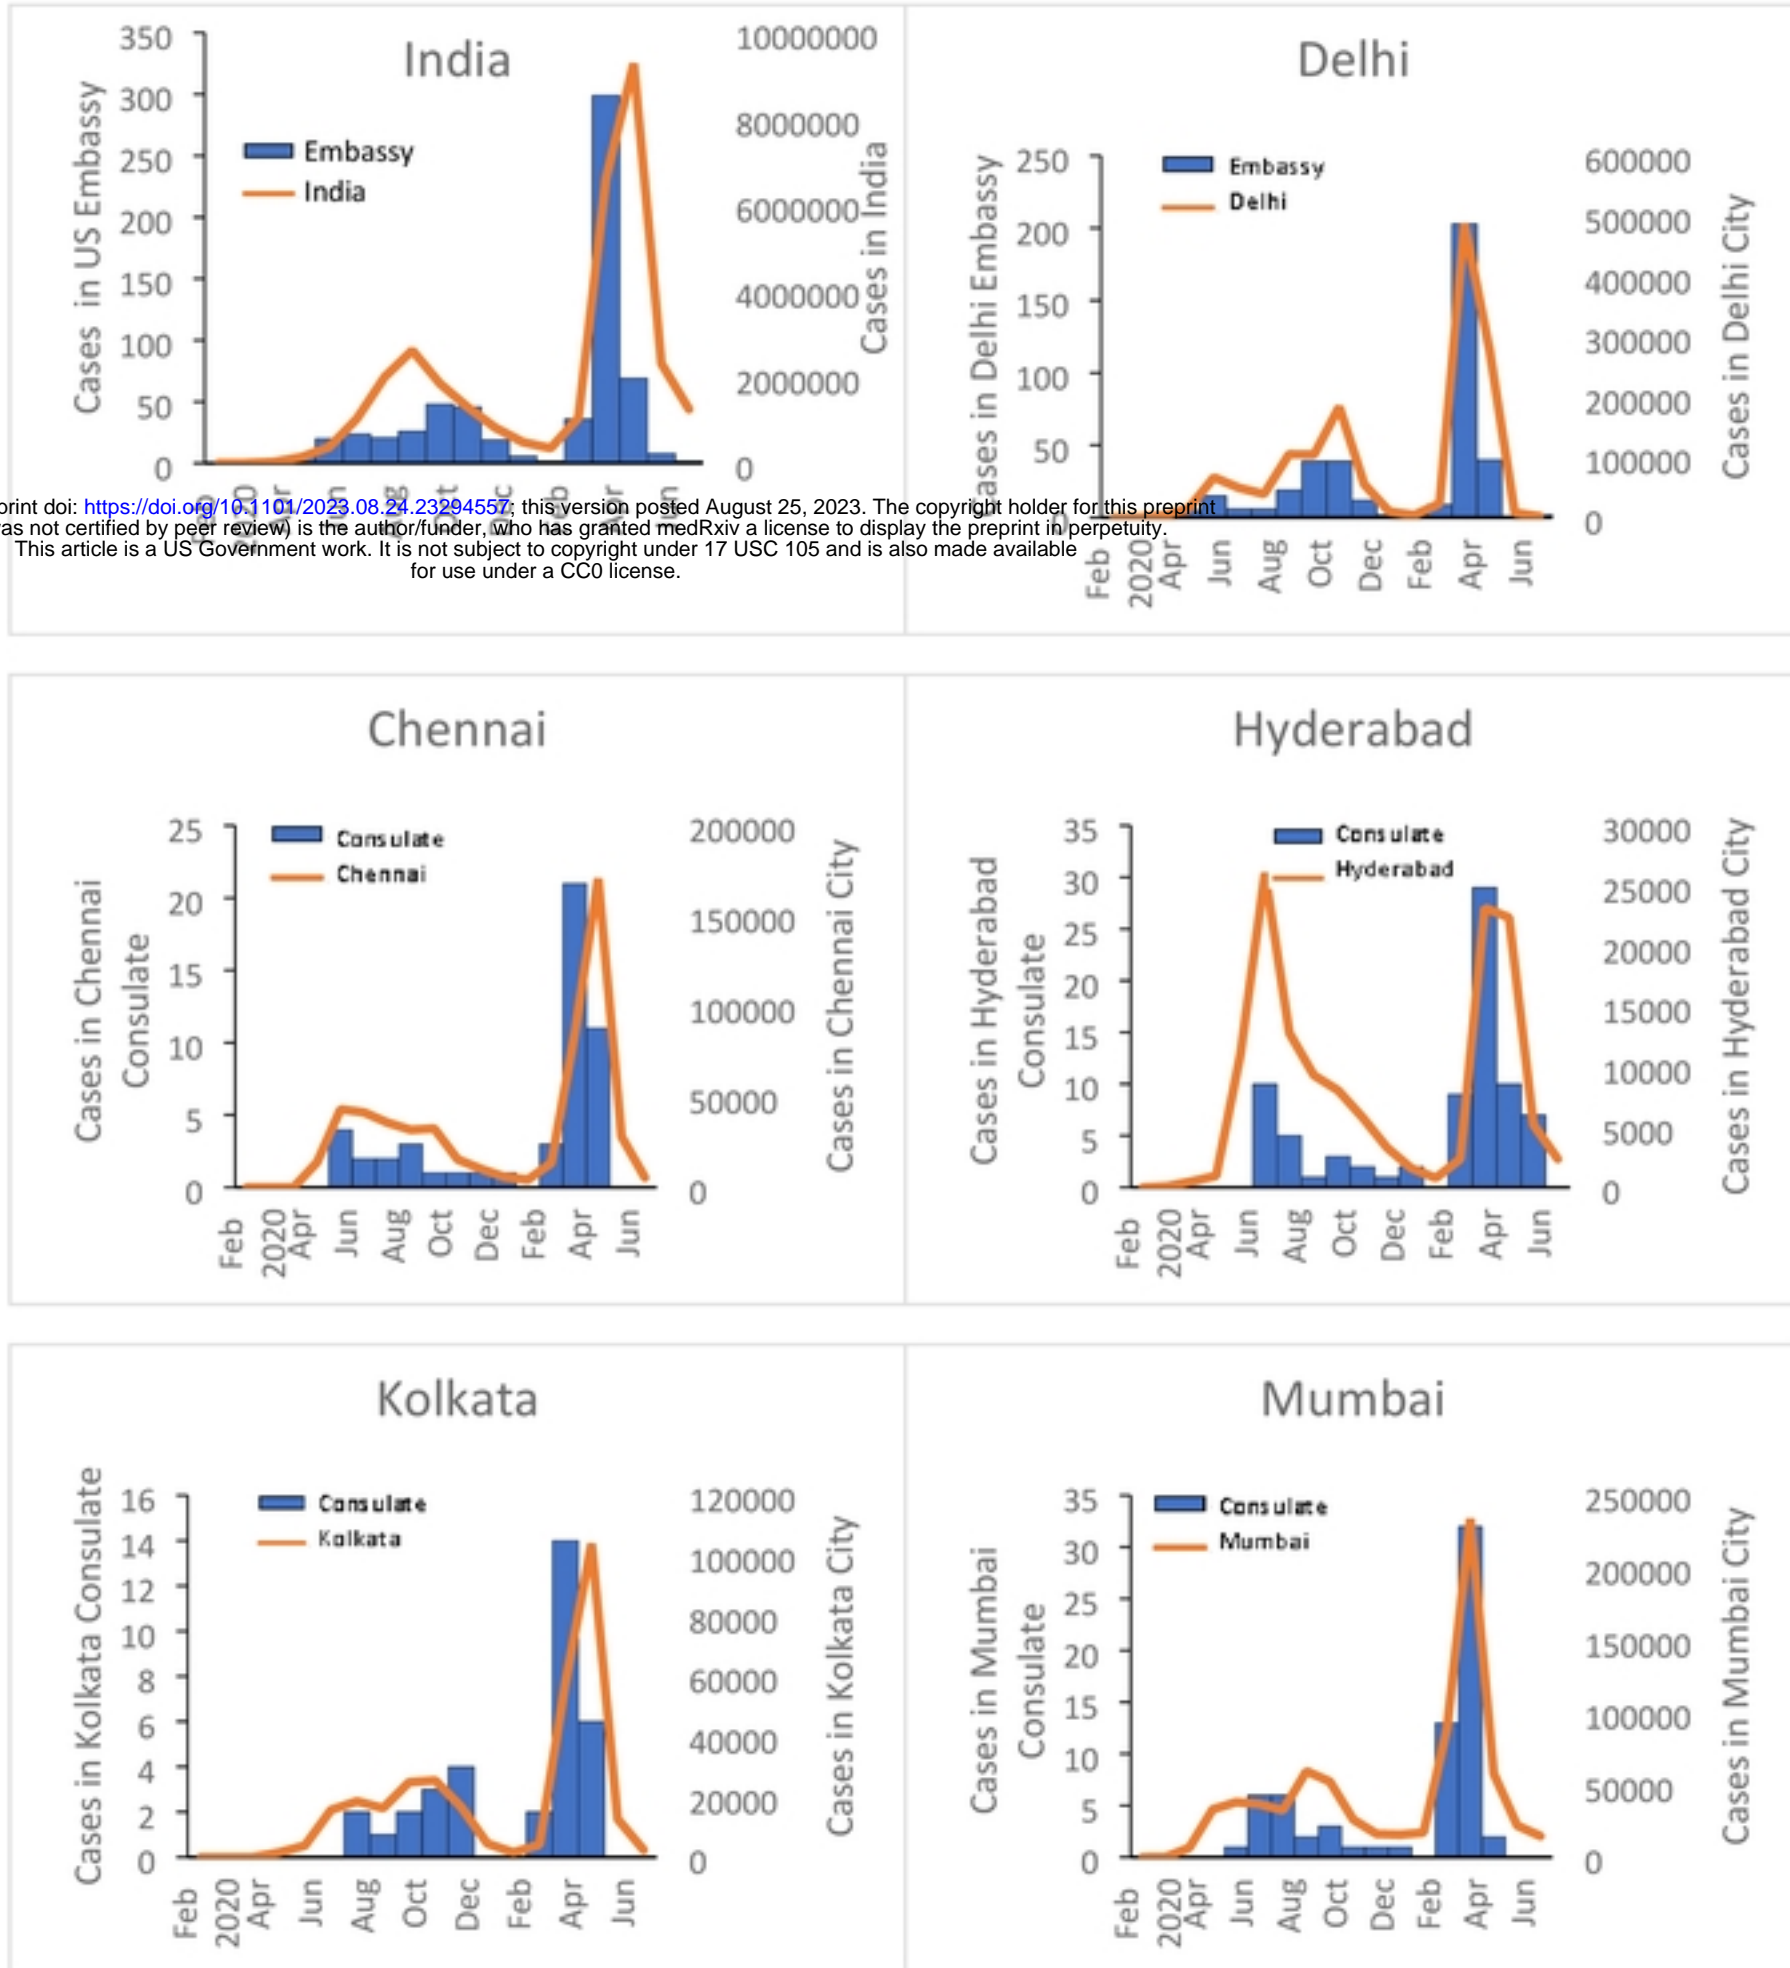 India
Cases in US Embassy
350
300
250
200
150
100
50
0
Embassy
India
10000000
8000000
6000000
4000000
2000000
0
Cases in India
Feb
2020
Apr
Jun
Aug
Oct
Dec
Feb
Apr
Jun
Delhi
Cases in Delhi Embassy
250
200
150
100
50
0
Embassy
Delhi
600000
500000
400000
300000
200000
100000
0
Cases in Delhi City
Feb
2020
Apr
Jun
Aug
Oct
Dec
Feb
Apr
Jun
print doi: https://doi.org/10.1101/2023.08.24.23294557; this version posted August 25, 2023. The copyright holder for this preprint
was not certified by peer review) is the author/funder, who has granted medRxiv a license to display the preprint in perpetuity.
This article is a US Government work. It is not subject to copyright under 17 USC 105 and is also made available
for use under a CC0 license.
Chennai
Cases in Chennai
Consulate
25
20
15
10
5
0
Consulate
Chennai
200000
150000
100000
50000
0
Cases in Chennai City
Feb
2020
Apr
Jun
Aug
Oct
Dec
Feb
Apr
Jun
Hyderabad
Cases in Hyderabad
Consulate
35
30
25
20
15
10
5
0
Consulate
Hyderabad
30000
25000
20000
15000
10000
5000
0
Cases in Hyderabad City
Feb
2020
Apr
Jun
Aug
Oct
Dec
Feb
Apr
Jun
Kolkata
Cases in Kolkata Consulate
16
14
12
10
8
6
4
2
0
Consulate
Kolkata
120000
100000
80000
60000
40000
20000
0
Cases in Kolkata City
Feb
2020
Apr
Jun
Aug
Oct
Dec
Feb
Apr
Jun
Mumbai
Cases in Mumbai
Consulate
35
30
25
20
15
10
5
0
Consulate
Mumbai
250000
200000
150000
100000
50000
0
Cases in Mumbai City
Feb
2020
Apr
Jun
Aug
Oct
Dec
Feb
Apr
Jun